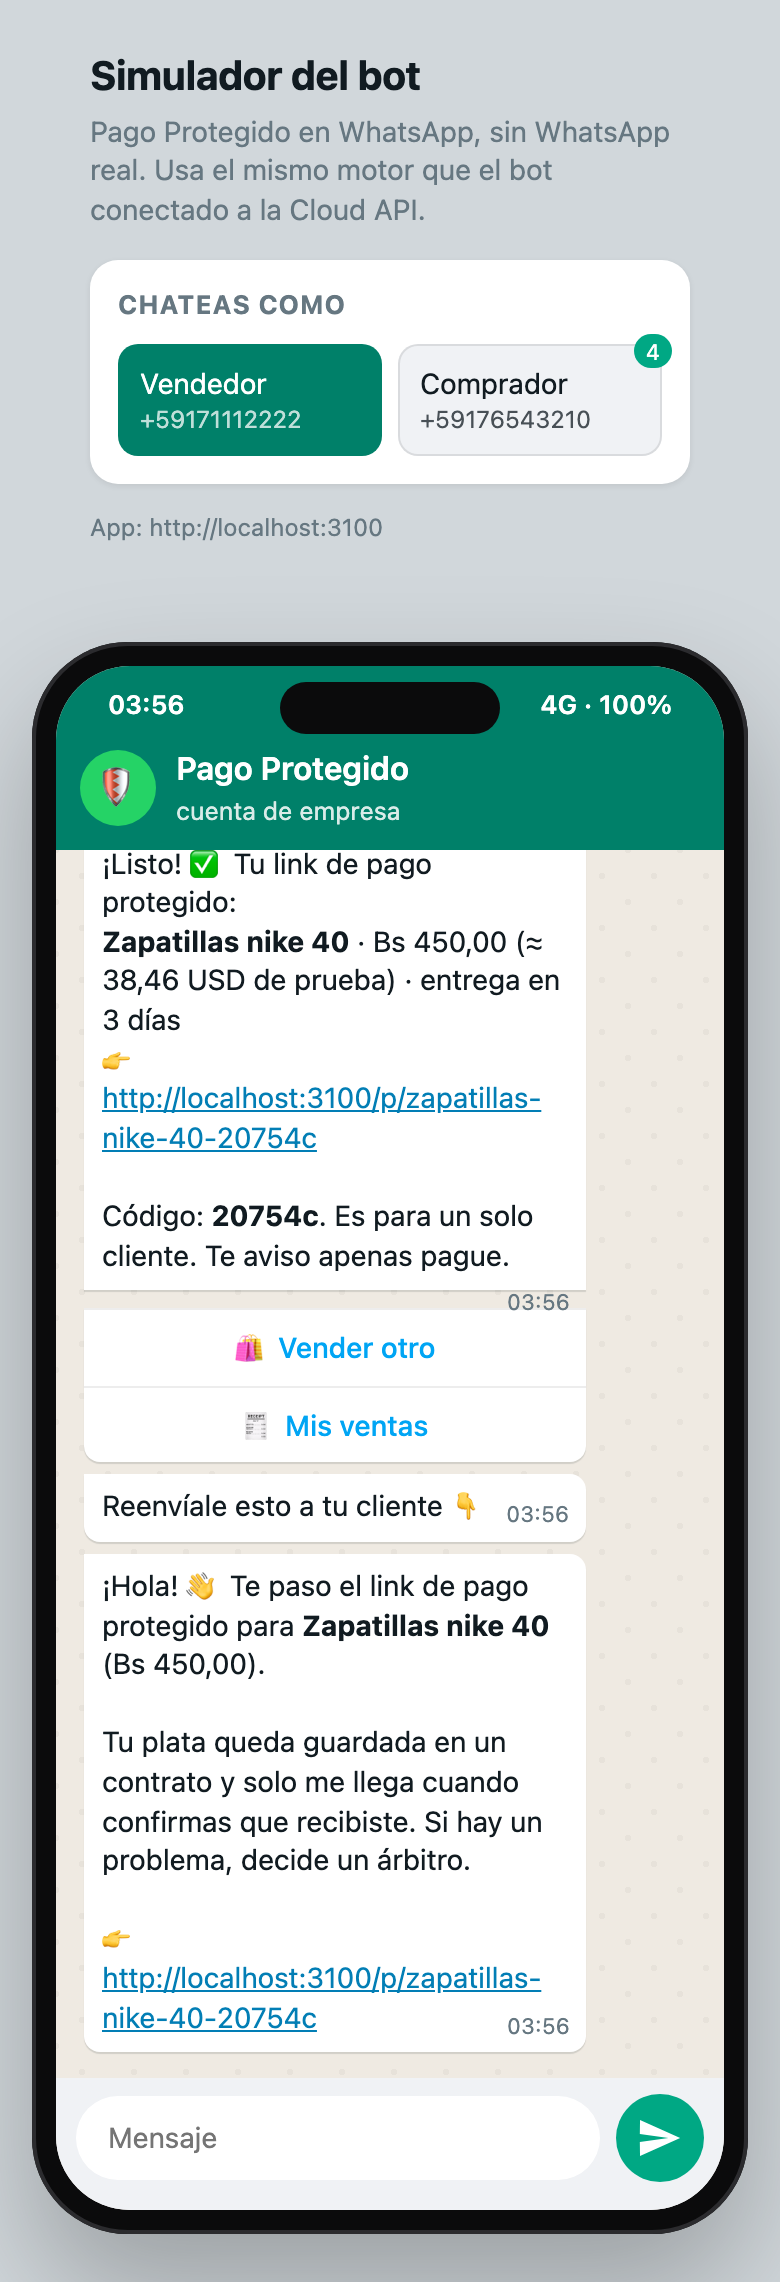 Simulador del bot
Pago Protegido en WhatsApp, sin WhatsApp
real. Usa el mismo motor que el bot
conectado a la Cloud API.
CHATEAS COMO
Vendedor
+59171112222
Comprador
+59176543210
4
App: http://localhost:3100
03:56
4G · 100%
Pago Protegido
cuenta de empresa
¡Listo! ✅ Tu link de pago
protegido:
Zapatillas nike 40 · Bs 450,00 (≈
38,46 USD de prueba) · entrega en
3 días
👉
http://localhost:3100/p/zapatillas-
nike-40-20754c
Código: 20754c. Es para un solo
cliente. Te aviso apenas pague.
03:56
🛍️ Vender otro
🧾 Mis ventas
Reenvíale esto a tu cliente 👇 03:56
¡Hola! 👋 Te paso el link de pago
protegido para Zapatillas nike 40
(Bs 450,00).
Tu plata queda guardada en un
contrato y solo me llega cuando
confirmas que recibiste. Si hay un
problema, decide un árbitro.
👉
http://localhost:3100/p/zapatillas-
nike-40-20754c
03:56
Mensaje